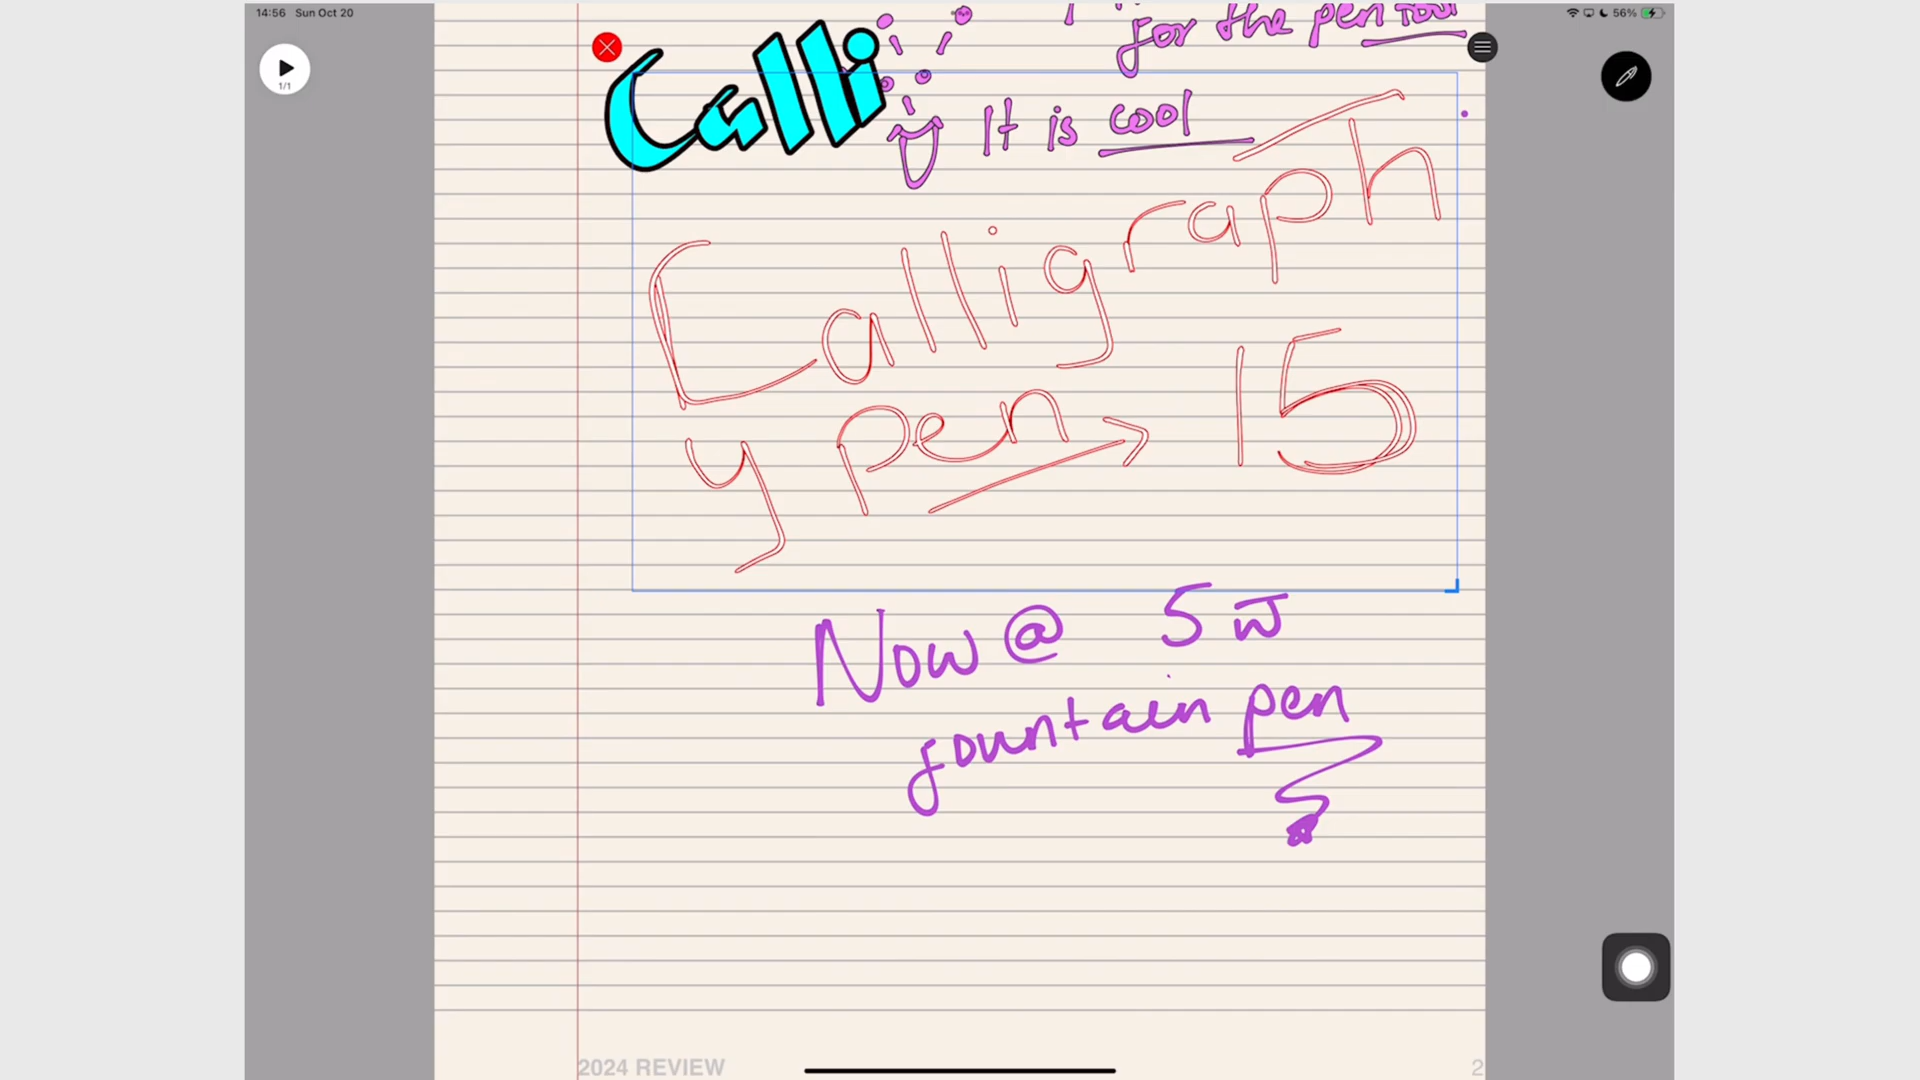 14:56 Sun Oct 20
56%
1/1
for the pen tool
Calli
It is cool
Calligraph
y pen → 15
Now @ 5 w
fountain pen
2024 REVIEW
2